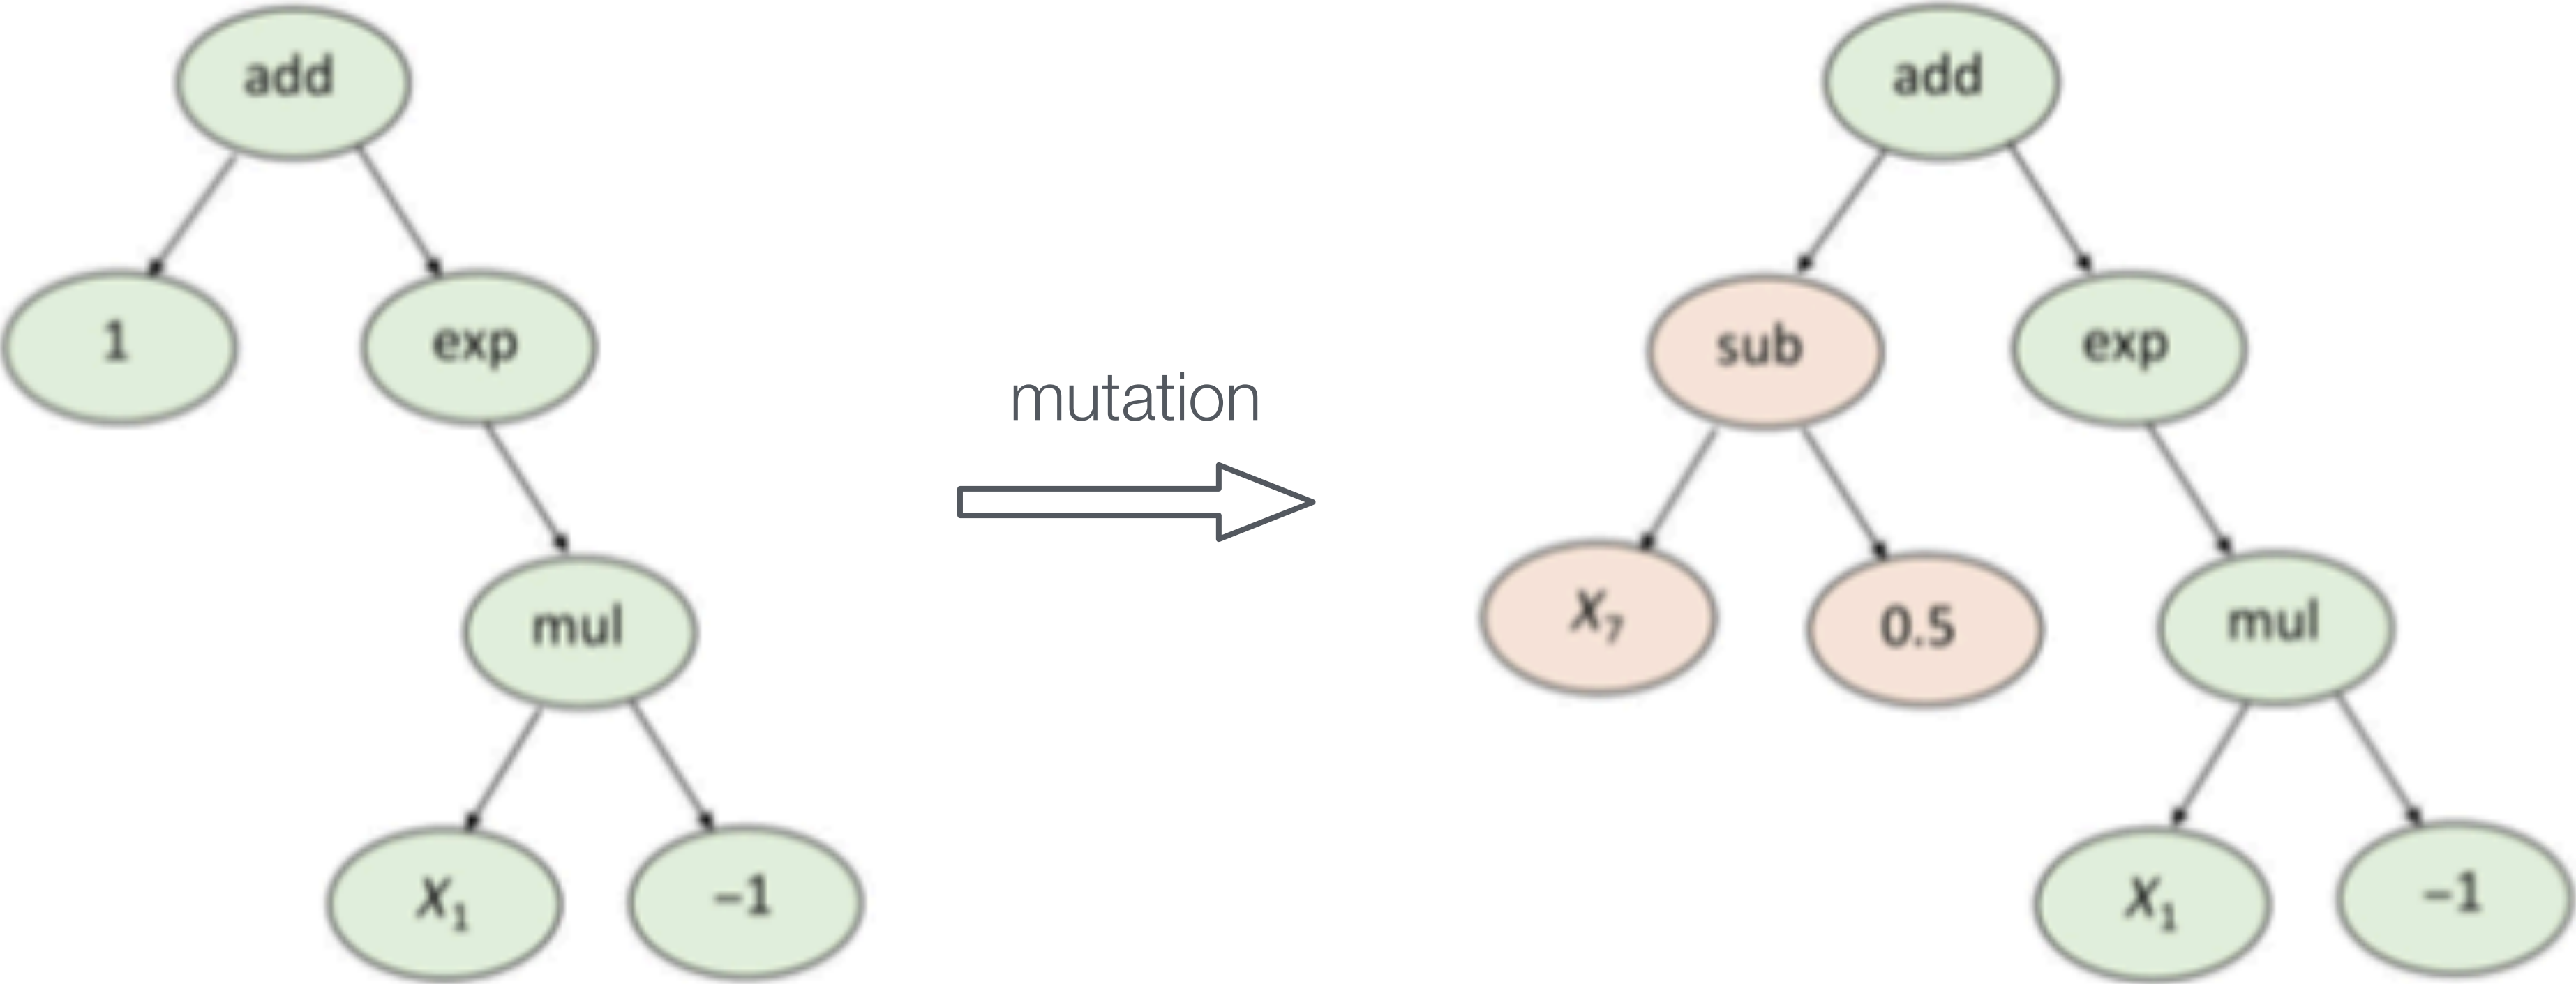 add
1
exp
mul
X₁
–1
mutation
add
sub
exp
X₇
0.5
mul
X₁
–1